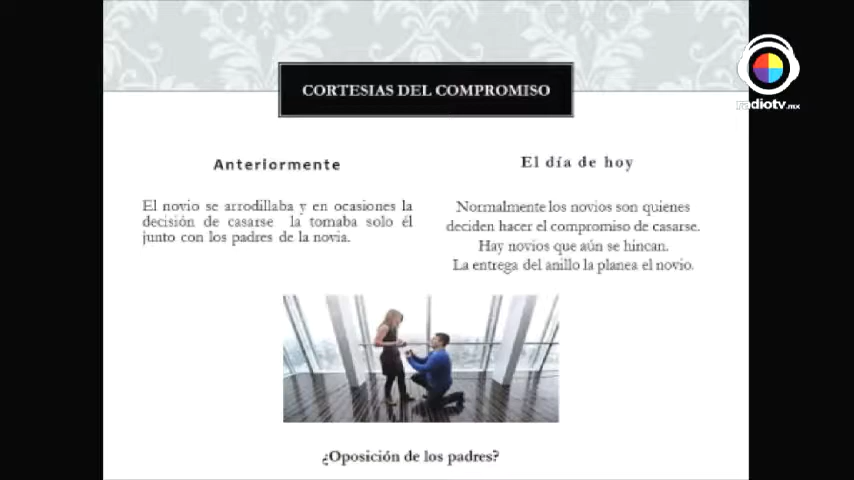 CORTESIAS DEL COMPROMISO
radiotv.mx
Anteriormente
El novio se arrodillaba y en ocasiones la
decisión de casarse la tomaba solo él
junto con los padres de la novia.
El día de hoy
Normalmente los novios son quienes
deciden hacer el compromiso de casarse.
Hay novios que aún se hincan.
La entrega del anillo la planea el novio.
¿Oposición de los padres?